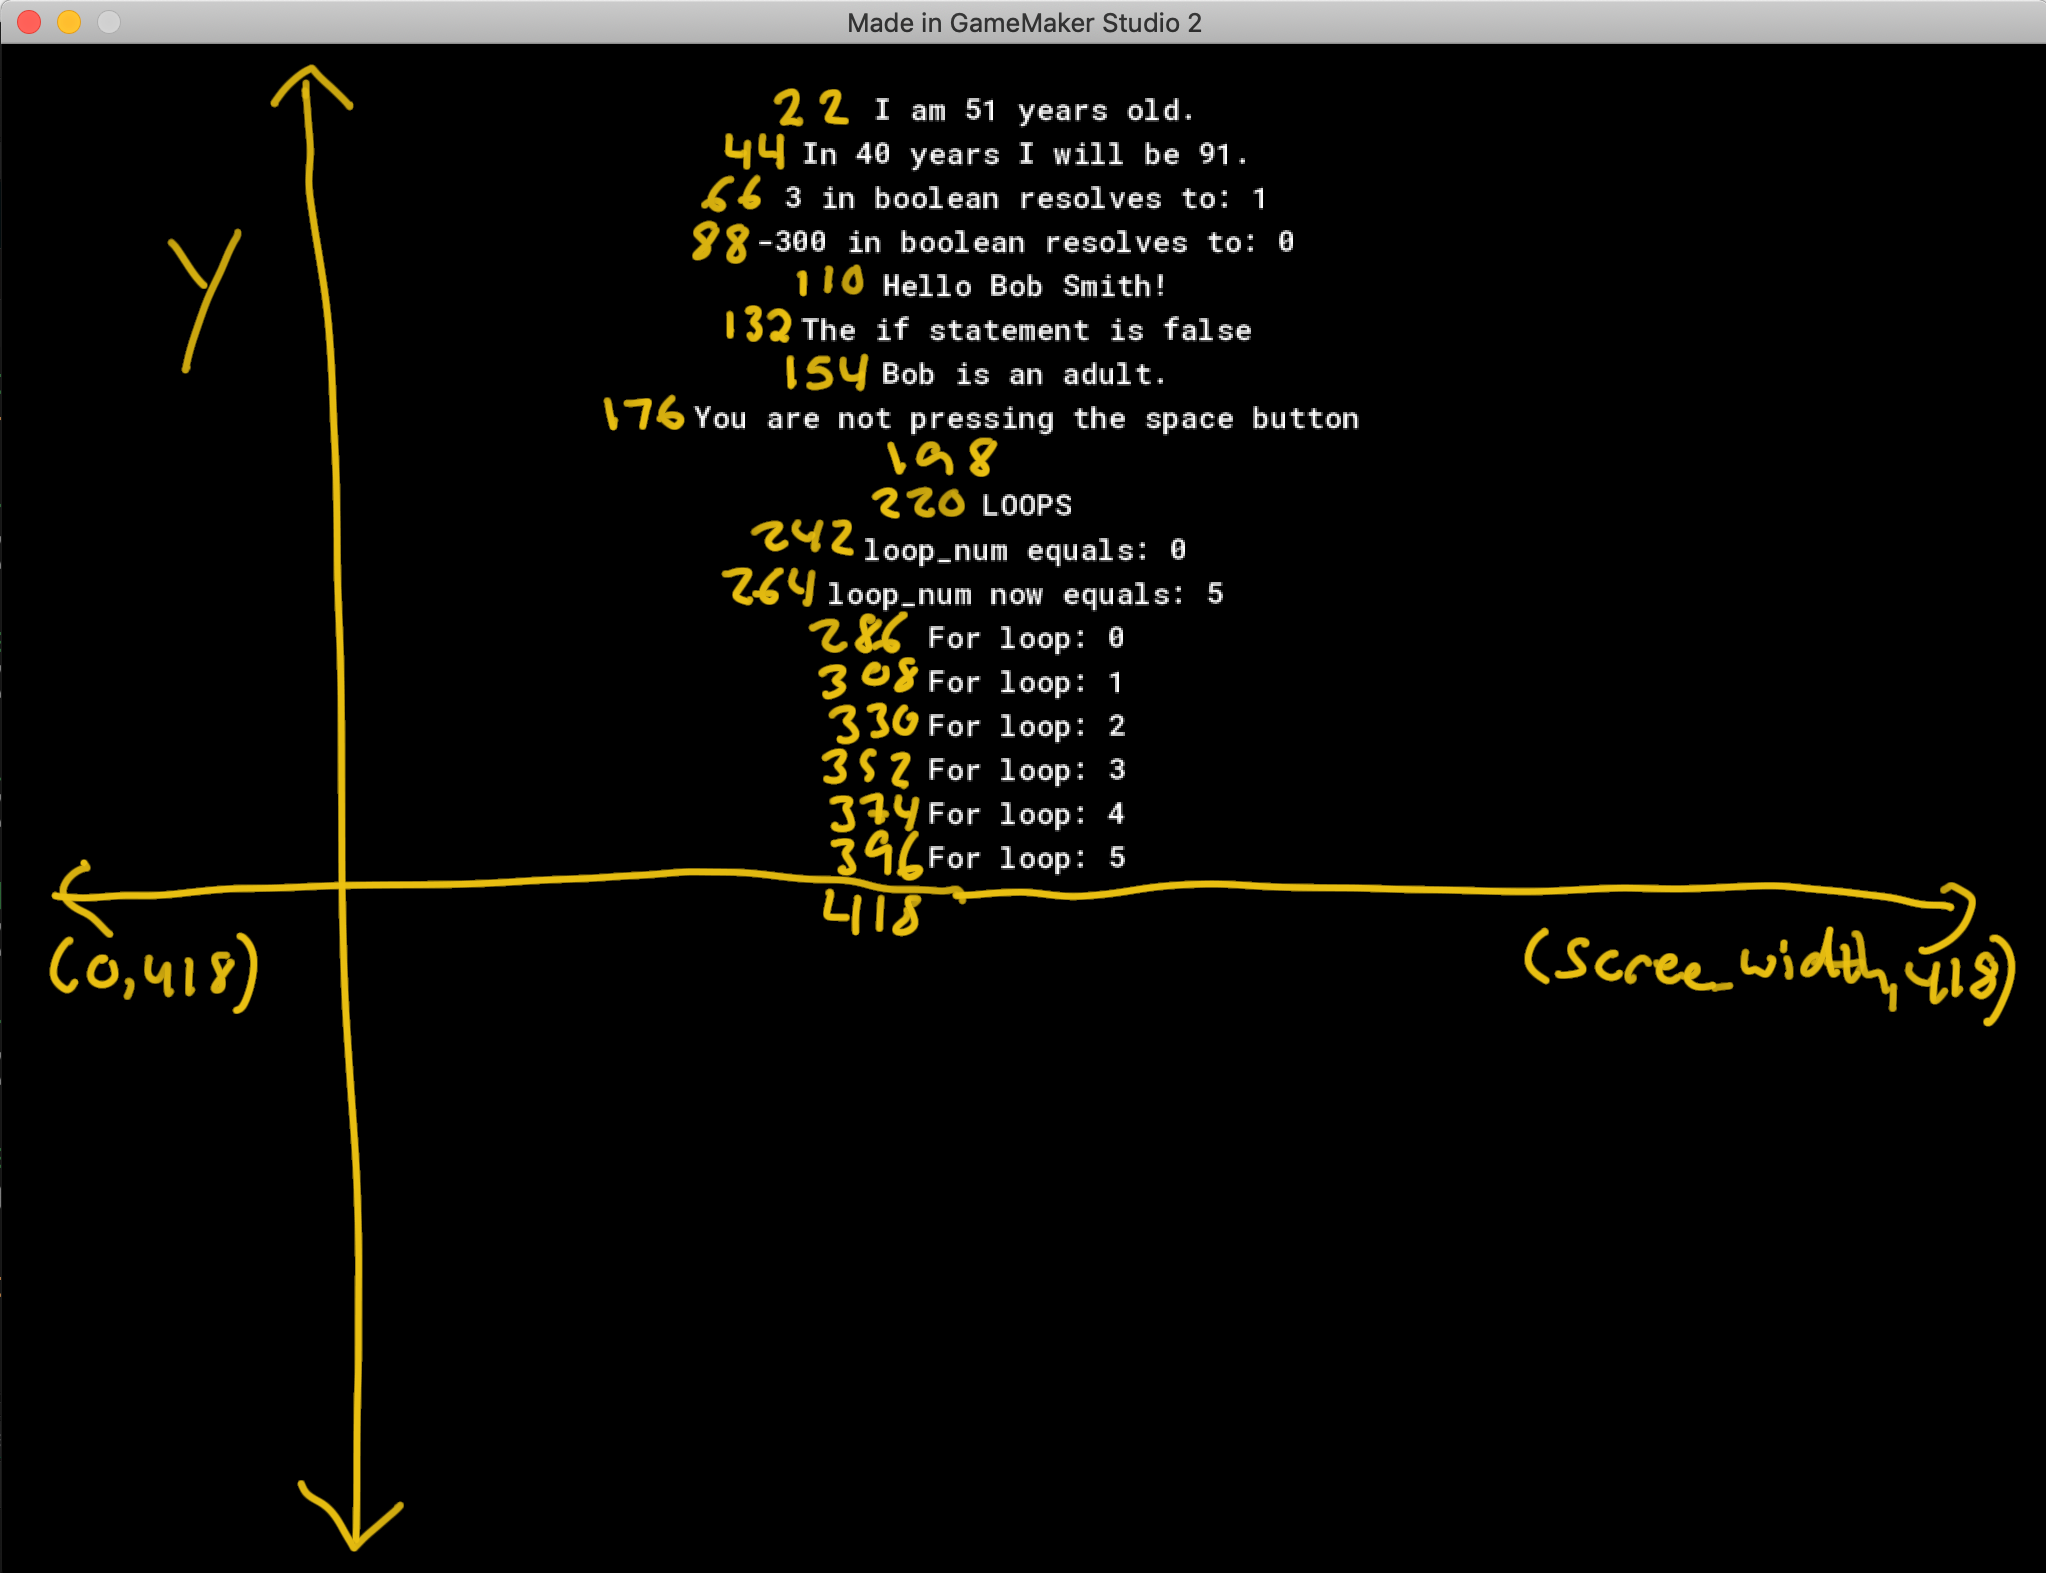 Made in GameMaker Studio 2
22 I am 51 years old.
44 In 40 years I will be 91.
66 3 in boolean resolves to: 1
88 -300 in boolean resolves to: 0
Y
110 Hello Bob Smith!
132 The if statement is false
154 Bob is an adult.
176 You are not pressing the space button
198
220 LOOPS
242 loop_num equals: 0
264 loop_num now equals: 5
286 For loop: 0
308 For loop: 1
330 For loop: 2
352 For loop: 3
374 For loop: 4
396 For loop: 5
418
(0,418)
(scree_width,418)